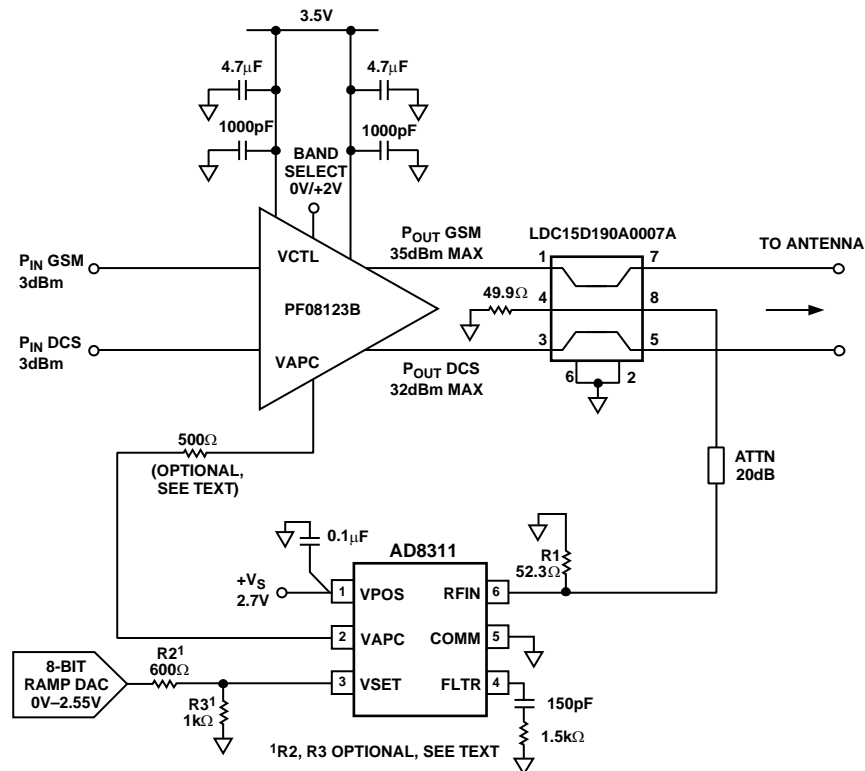 3.5V
4.7μF
4.7μF
1000pF
1000pF
BAND
SELECT
0V/+2V
P_OUT GSM
35dBm MAX
LDC15D190A0007A
TO ANTENNA
P_IN GSM
3dBm
VCTL
1
7
49.9Ω
4
8
PF08123B
P_IN DCS
3dBm
VAPC
3
5
P_OUT DCS
32dBm MAX
6
2
500Ω
(OPTIONAL,
SEE TEXT)
ATTN
20dB
0.1μF
AD8311
R1
52.3Ω
+V_S
2.7V
1
VPOS
RFIN
6
2
VAPC
COMM
5
8-BIT
RAMP DAC
0V–2.55V
R2¹
600Ω
3
VSET
FLTR
4
R3¹
1kΩ
150pF
1.5kΩ
¹R2, R3 OPTIONAL, SEE TEXT